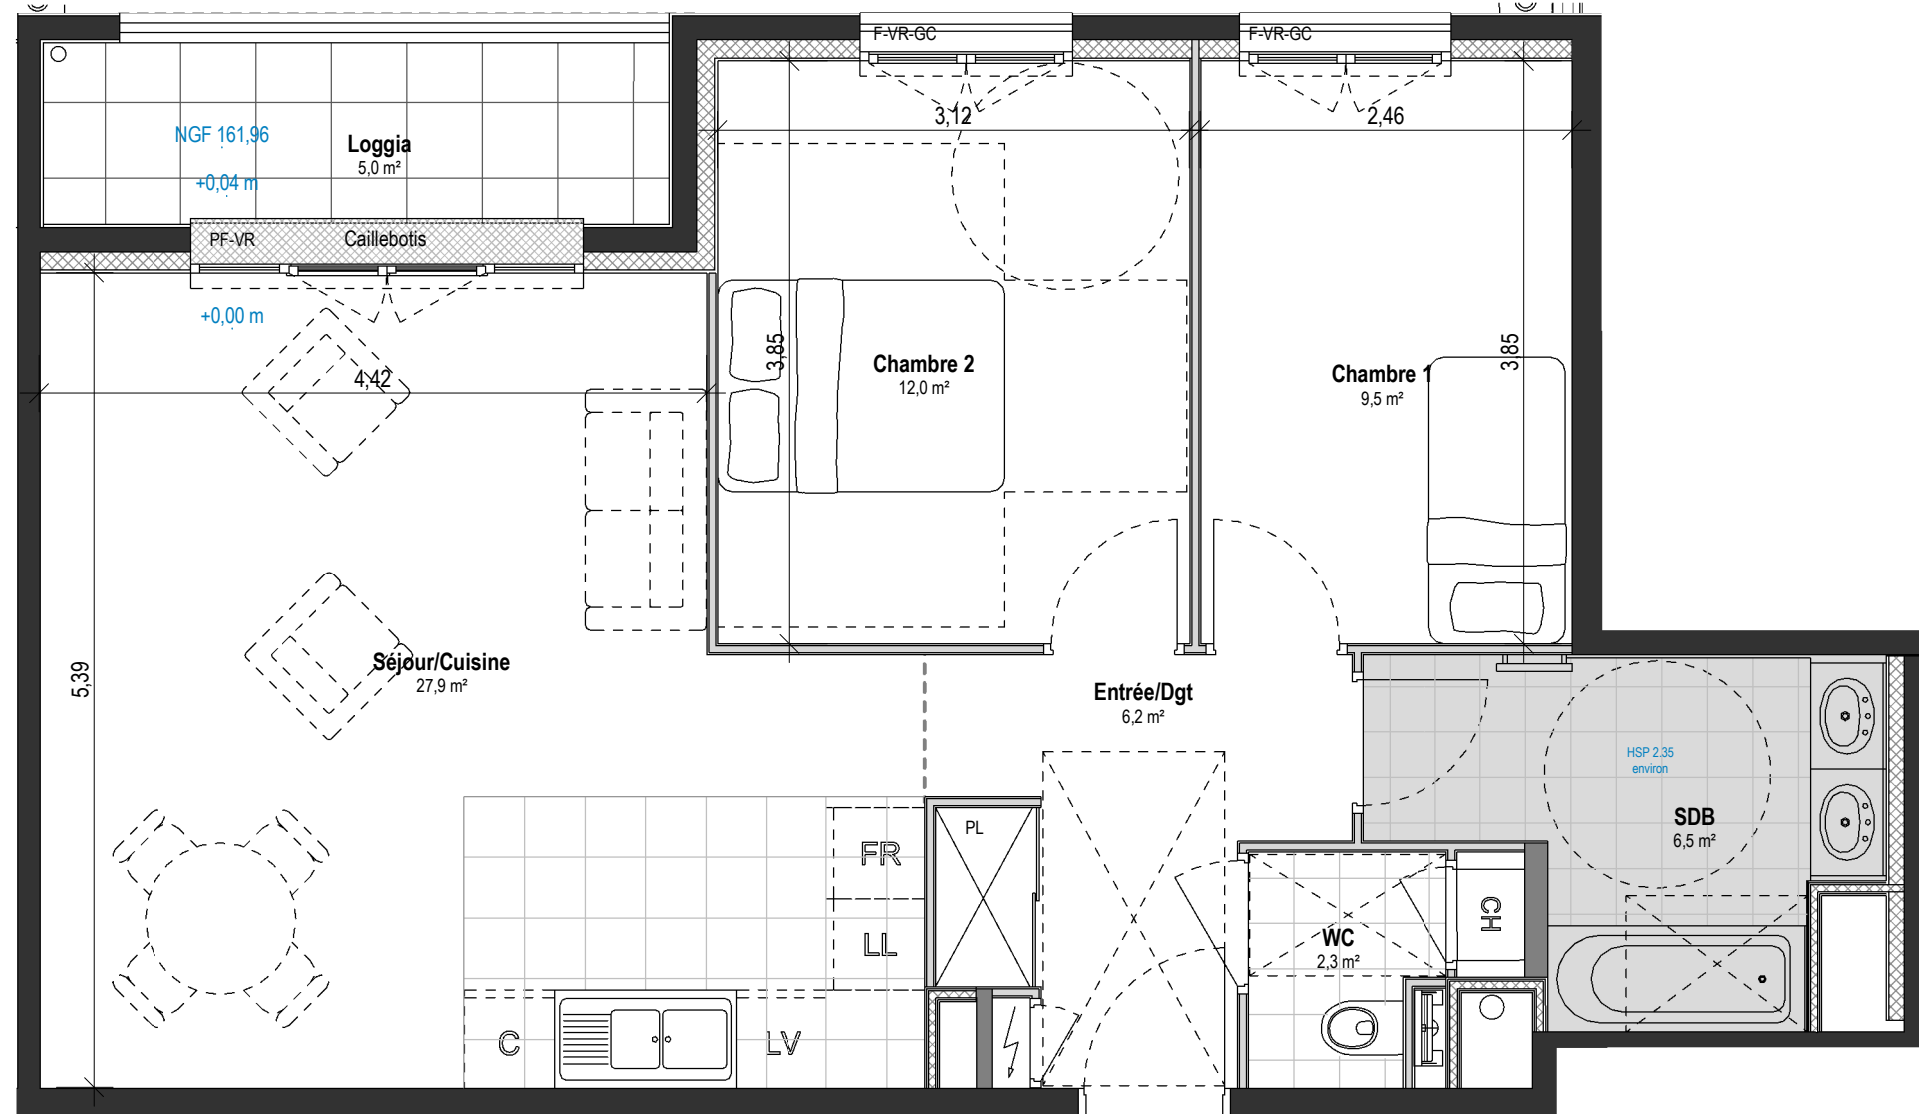 F-VR-GC
F-VR-GC
3,12
2,46
NGF 161,96
Loggia
5,0 m²
+0,04 m
PF-VR
Caillebotis
+0,00 m
4,42
3,85
Chambre 2
12,0 m²
Chambre 1
9,5 m²
3,85
5,39
Séjour/Cuisine
27,9 m²
Entrée/Dgt
6,2 m²
HSP 2.35
environ
SDB
6,5 m²
PL
FR
LL
CH
WC
2,3 m²
C
LV